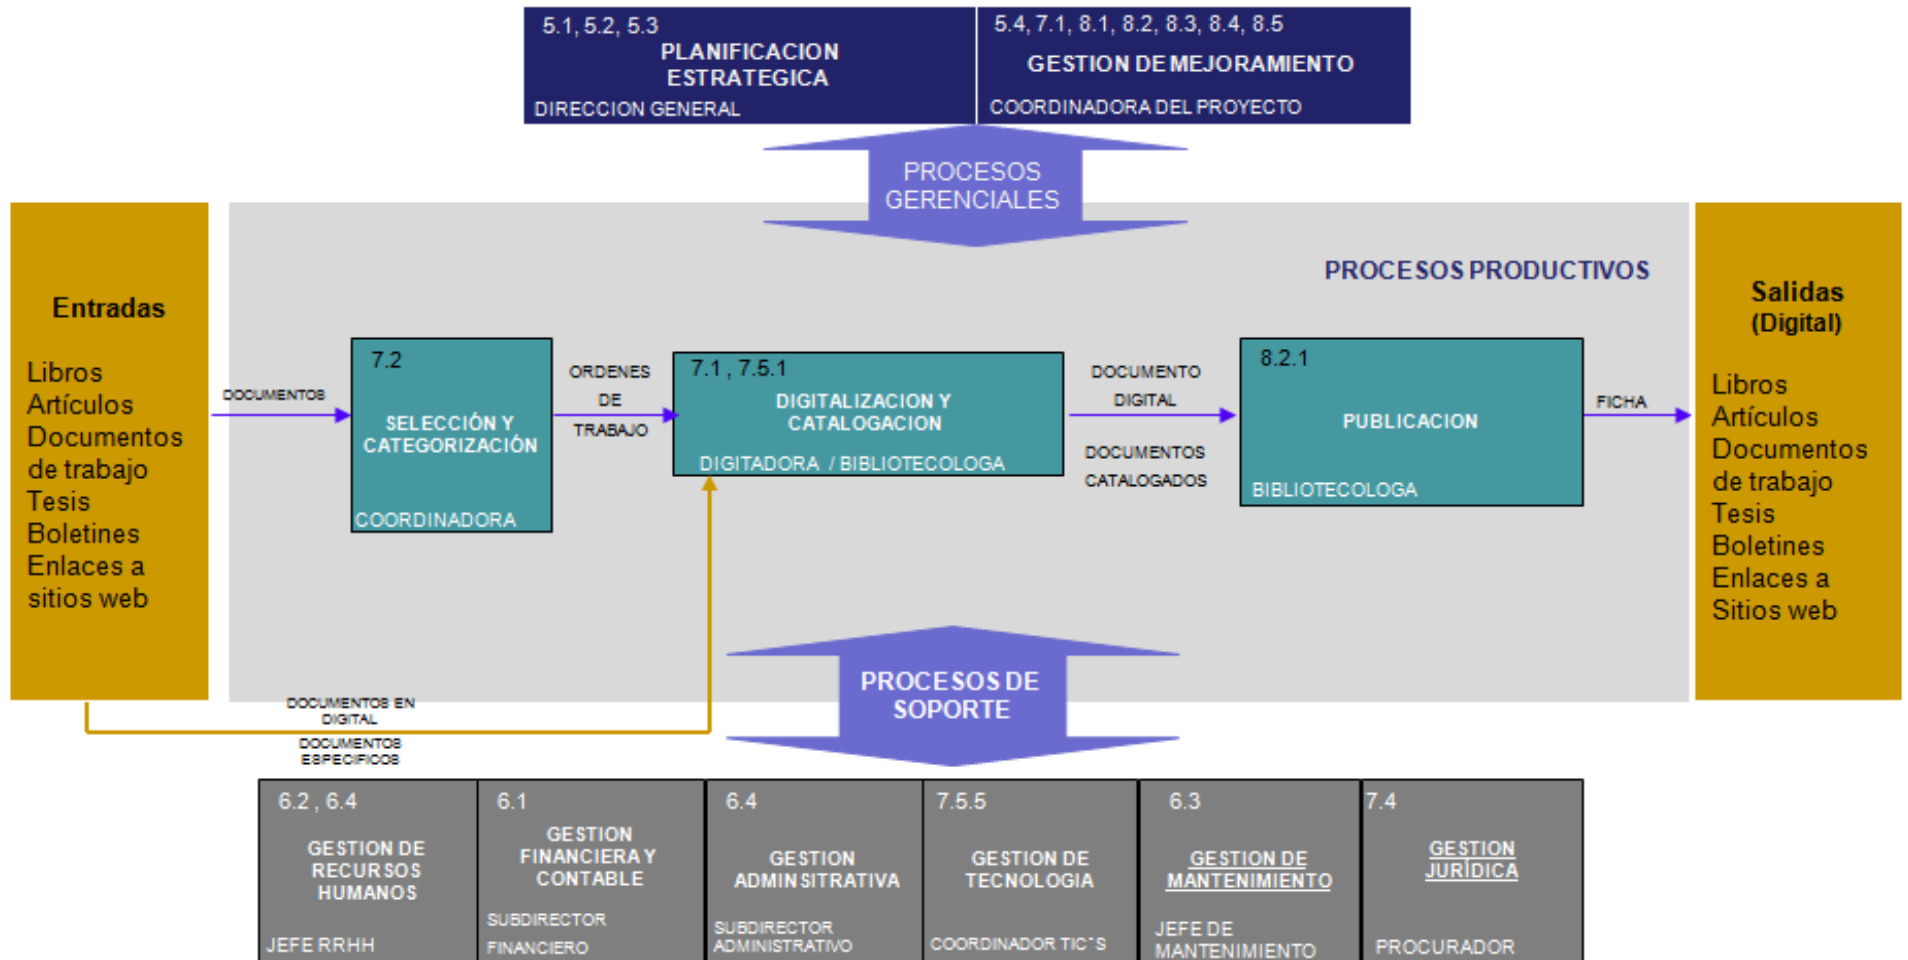 5.1, 5.2, 5.3
PLANIFICACION
ESTRATEGICA
DIRECCION GENERAL
5.4, 7.1, 8.1, 8.2, 8.3, 8.4, 8.5
GESTION DE MEJORAMIENTO
COORDINADORA DEL PROYECTO
PROCESOS
GERENCIALES
PROCESOS PRODUCTIVOS
Entradas
Libros
Artículos
Documentos
de trabajo
Tesis
Boletines
Enlaces a
sitios web
DOCUMENTOS
7.2
SELECCIÓN Y
CATEGORIZACIÓN
COORDINADORA
ORDENES
DE
TRABAJO
7.1 , 7.5.1
DIGITALIZACION Y
CATALOGACION
DIGITADORA / BIBLIOTECOLOGA
DOCUMENTO
DIGITAL
DOCUMENTOS
CATALOGADOS
8.2.1
PUBLICACION
BIBLIOTECOLOGA
FICHA
Salidas
(Digital)
Libros
Artículos
Documentos
de trabajo
Tesis
Boletines
Enlaces a
Sitios web
DOCUMENTOS EN
DIGITAL
DOCUMENTOS
ESPECIFICOS
PROCESOS DE
SOPORTE
6.2 , 6.4
GESTION DE
RECURSOS
HUMANOS
JEFE RRHH
6.1
GESTION
FINANCIERA Y
CONTABLE
SUBDIRECTOR
FINANCIERO
6.4
GESTION
ADMINSITRATIVA
SUBDIRECTOR
ADMINISTRATIVO
7.5.5
GESTION DE
TECNOLOGIA
COORDINADOR TIC`S
6.3
GESTION DE
MANTENIMIENTO
JEFE DE
MANTENIMIENTO
7.4
GESTION
JURÍDICA
PROCURADOR